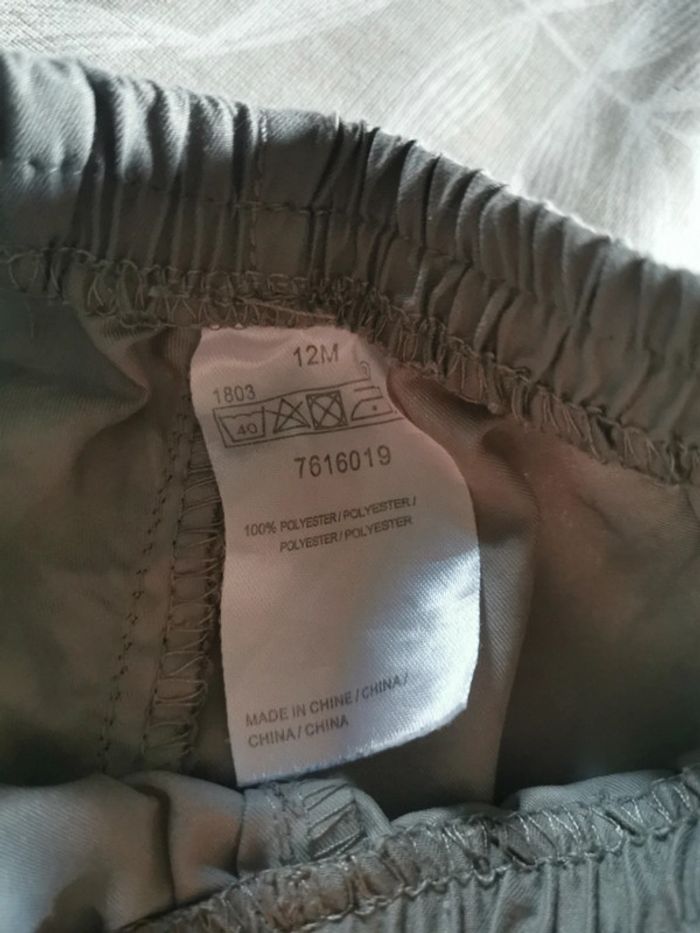 12M
1803
40
7616019
100% POLYESTER / POLYESTER /
POLYESTER / POLYESTER
MADE IN CHINE / CHINA /
CHINA / CHINA